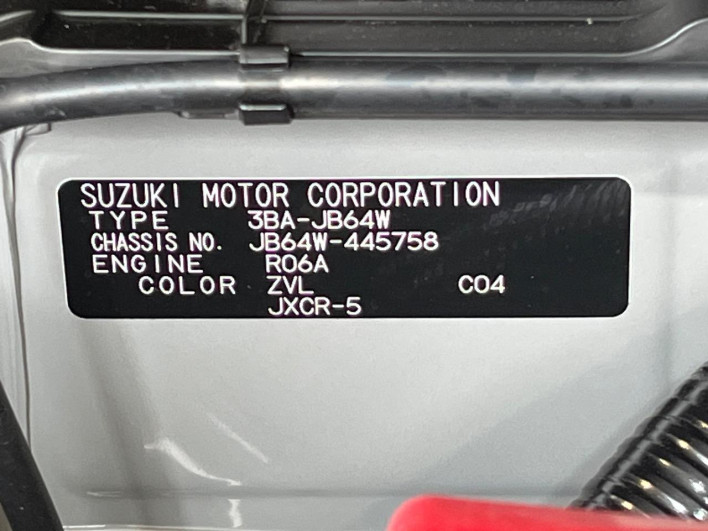 SUZUKI MOTOR CORPORATION
TYPE 3BA-JB64W
CHASSIS NO. JB64W-445758
ENGINE R06A
COLOR ZVL C04
JXCR-5